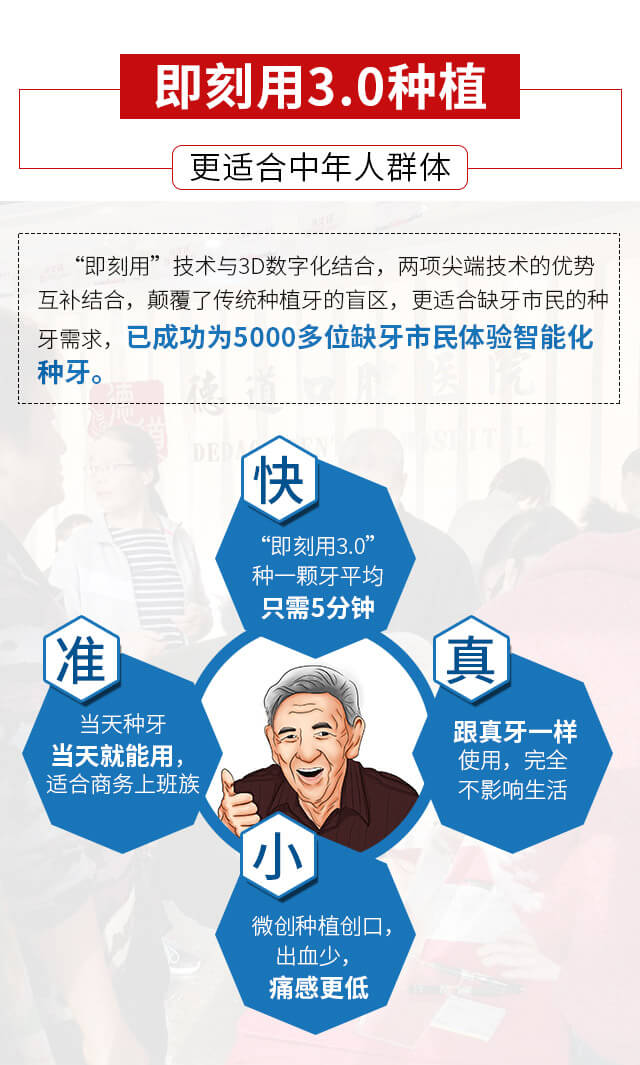 即刻用3.0种植
更适合中年人群体
“即刻用”技术与3D数字化结合，两项尖端技术的优势
互补结合，颠覆了传统种植牙的盲区，更适合缺牙市民的种
牙需求，已成功为5000多位缺牙市民体验智能化
种牙。
德道口腔医院
快
“即刻用3.0”
种一颗牙平均
只需5分钟
准
当天种牙
当天就能用，
适合商务上班族
真
跟真牙一样
使用，完全
不影响生活
小
微创种植创口，
出血少，
痛感更低